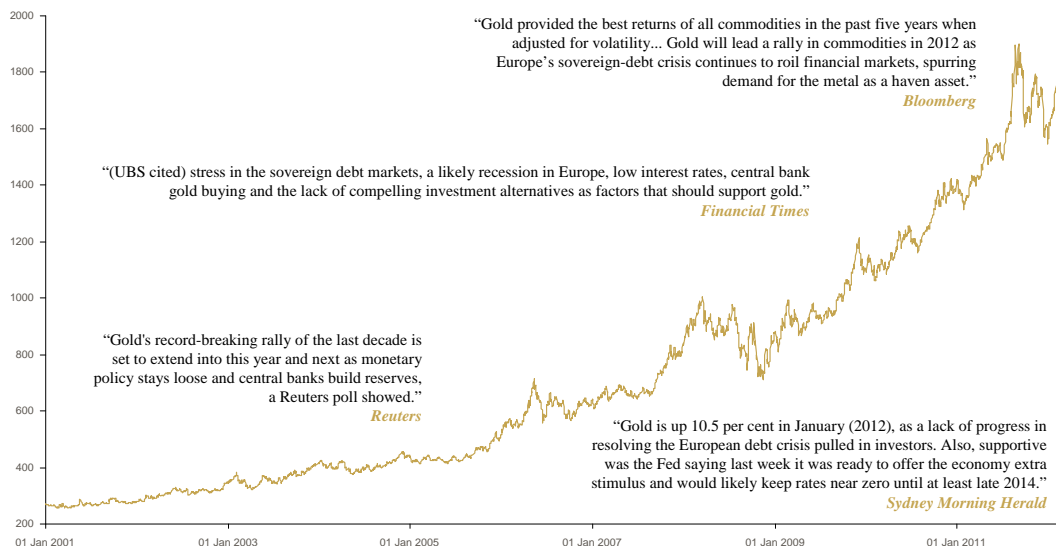 2000
“Gold provided the best returns of all commodities in the past five years when
adjusted for volatility... Gold will lead a rally in commodities in 2012 as
Europe’s sovereign-debt crisis continues to roil financial markets, spurring
demand for the metal as a haven asset.”
Bloomberg
1800
1600
“(UBS cited) stress in the sovereign debt markets, a likely recession in Europe, low interest rates, central bank
gold buying and the lack of compelling investment alternatives as factors that should support gold.”
Financial Times
1400
1200
1000
“Gold's record-breaking rally of the last decade is
set to extend into this year and next as monetary
policy stays loose and central banks build reserves,
a Reuters poll showed.”
Reuters
800
600
“Gold is up 10.5 per cent in January (2012), as a lack of progress in
resolving the European debt crisis pulled in investors. Also, supportive
was the Fed saying last week it was ready to offer the economy extra
stimulus and would likely keep rates near zero until at least late 2014.”
Sydney Morning Herald
400
200
01 Jan 2001
01 Jan 2003
01 Jan 2005
01 Jan 2007
01 Jan 2009
01 Jan 2011